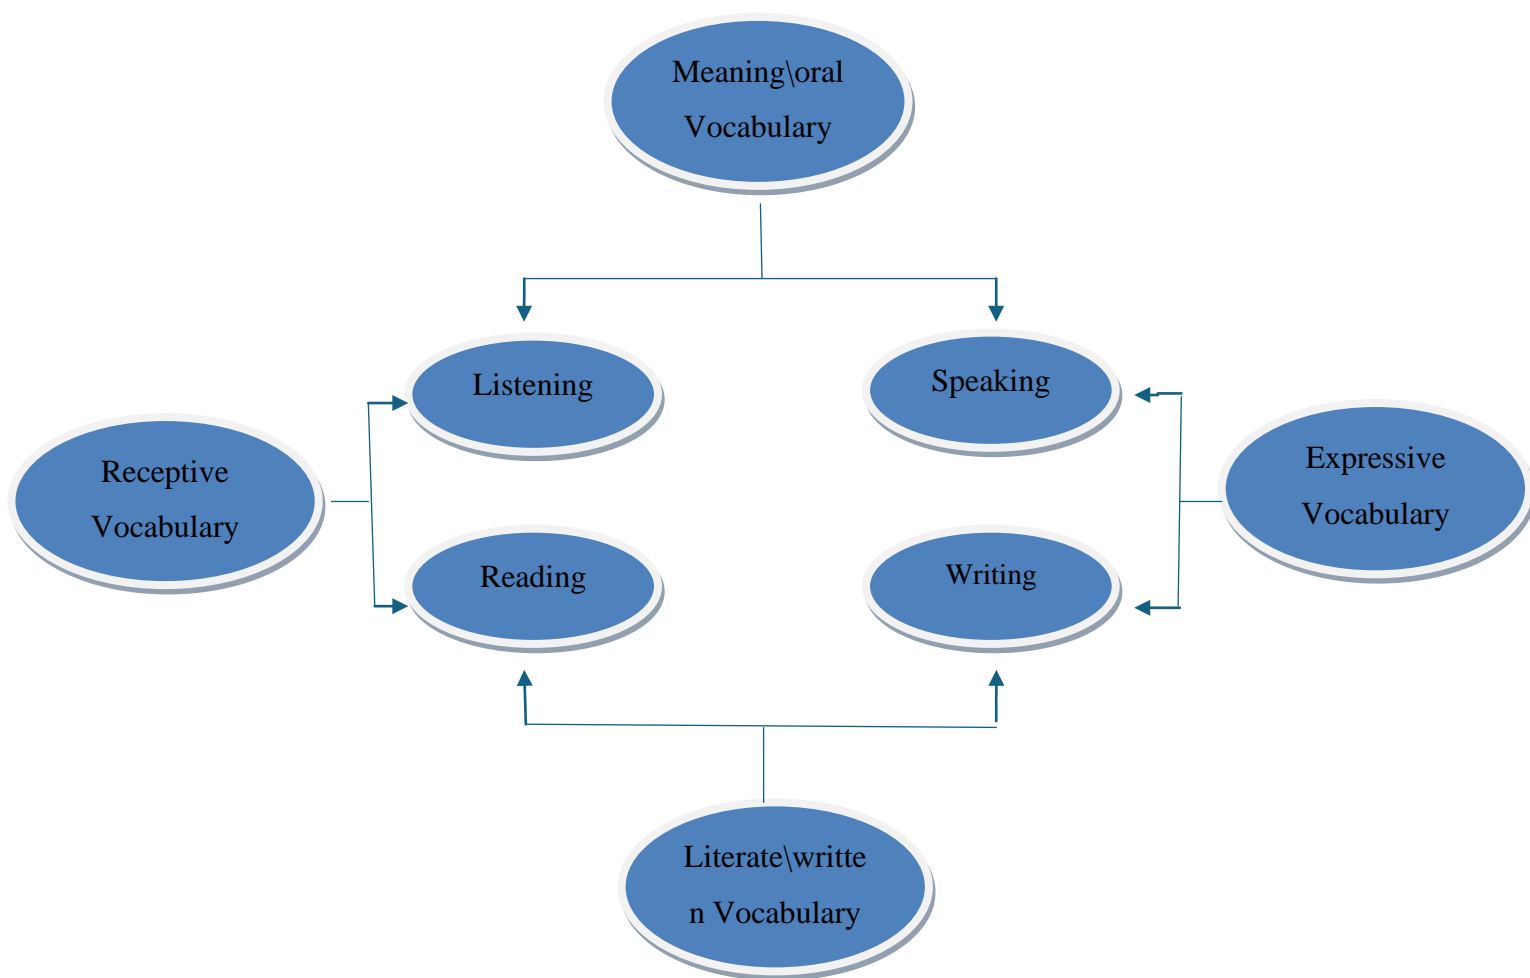 Meaning\oral
Vocabulary
Listening
Speaking
Receptive
Vocabulary
Expressive
Vocabulary
Reading
Writing
Literate\writte
n Vocabulary